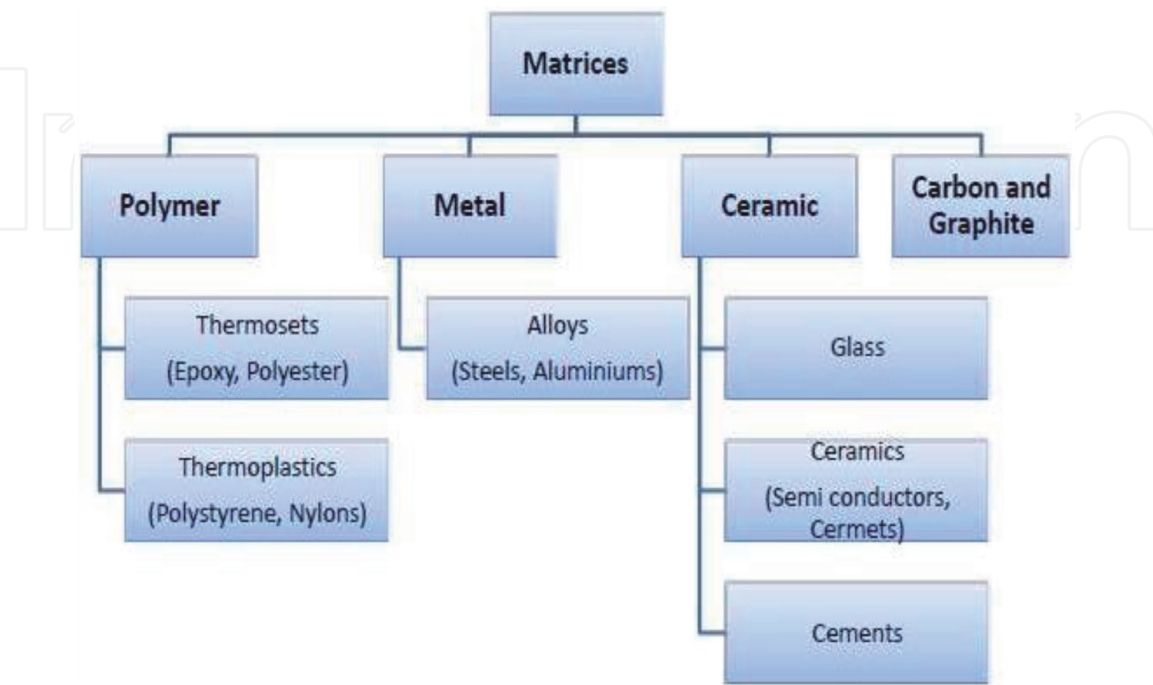 Matrices
Polymer
Metal
Ceramic
Carbon and
Graphite
Thermosets
(Epoxy, Polyester)
Thermoplastics
(Polystyrene, Nylons)
Alloys
(Steels, Aluminiums)
Glass
Ceramics
(Semi conductors,
Cermets)
Cements